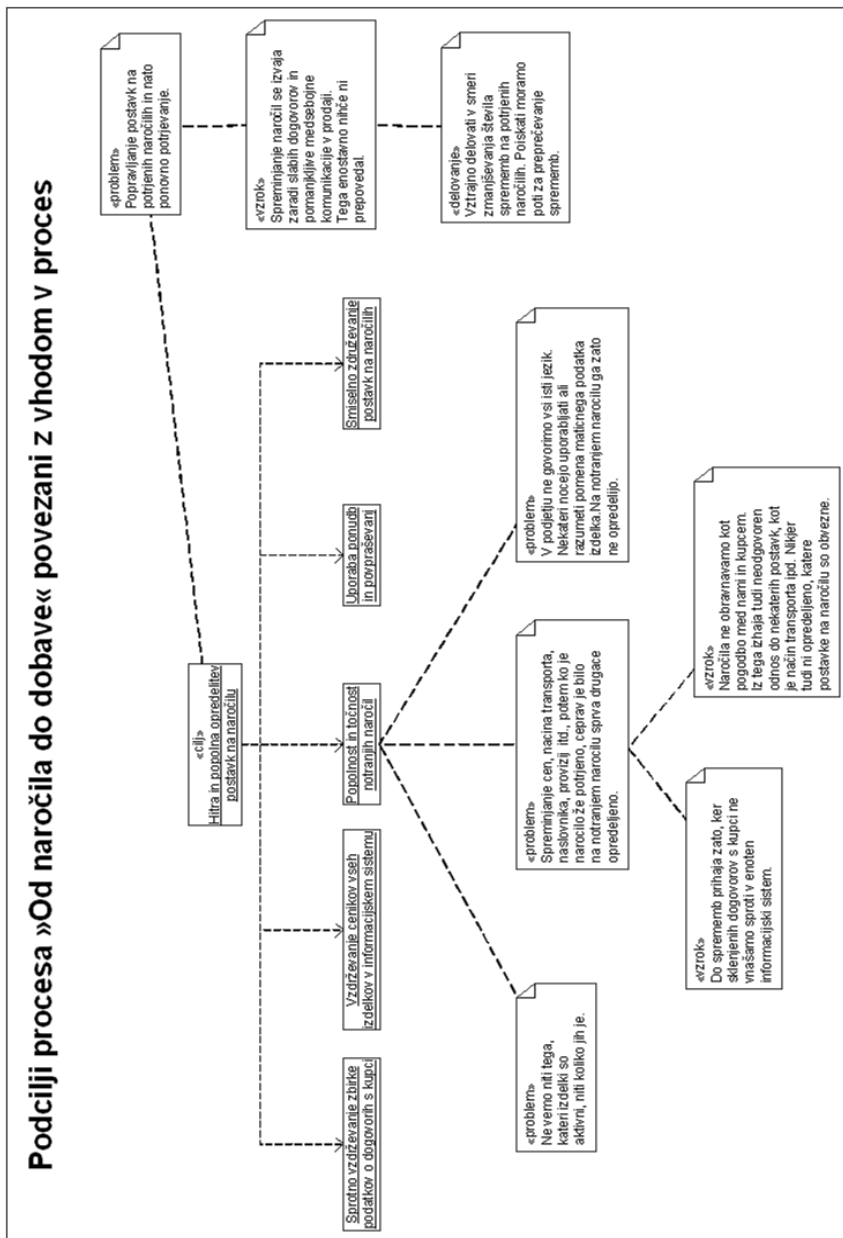 Podcilji procesa »Od naročila do dobave« povezani z vhodom v proces
«cilj»
Hitra in popolna opredelitev
postavk na naročilu
«problem»
Popravljanje postavk na
potrjenih naročilih in nato
ponovno potrjevanje.
«vzrok»
Spreminjanje naročil se izvaja
zaradi slabih dogovorov in
pomanjkljive medsebojne
komunikacije v prodaji.
Tega enostavno nihče ni
prepovedal.
«delovanje»
Vztrajno delovati v smeri
zmanjševanja števila
sprememb na potrjenih
naročilih. Poiskati moramo
poti za preprečevanje
sprememb.
Sprotno vzdrževanje zbirke
podatkov o dogovorih s kupci
Vzdrževanje cenikov vseh
izdelkov v informacijskem sistemu
Popolnost in točnost
notranjih naročil
Uporaba ponudb
in povpraševanj
Smiselno združevanje
postavk na naročilih
«problem»
Ne vemo niti tega,
kateri izdelki so
aktivni, niti koliko jih je.
«problem»
Spreminjanje cen, nacina transporta,
naslovnika, provizij itd., potem ko je
narocilo že potrjeno, ceprav je bilo
na notranjem narocilu sprva drugace
opredeljeno.
«problem»
V podjetju ne govorimo vsi isti jezik.
Nekateri nocejo uporabljati ali
razumeti pomena maticnega podatka
izdelka.Na notranjem narocilu ga zato
ne opredelijo.
«vzrok»
Do sprememb prihaja zato, ker
sklenjenih dogovorov s kupci ne
vnašamo sproti v enoten
informacijski sistem.
«vzrok»
Naročila ne obravnavamo kot
pogodbo med nami in kupcem.
Iz tega izhaja tudi neodgovoren
odnos do nekaterih postavk, kot
je način transporta ipd. Nikjer
tudi ni opredeljeno, katere
postavke na naročilu so obvezne.